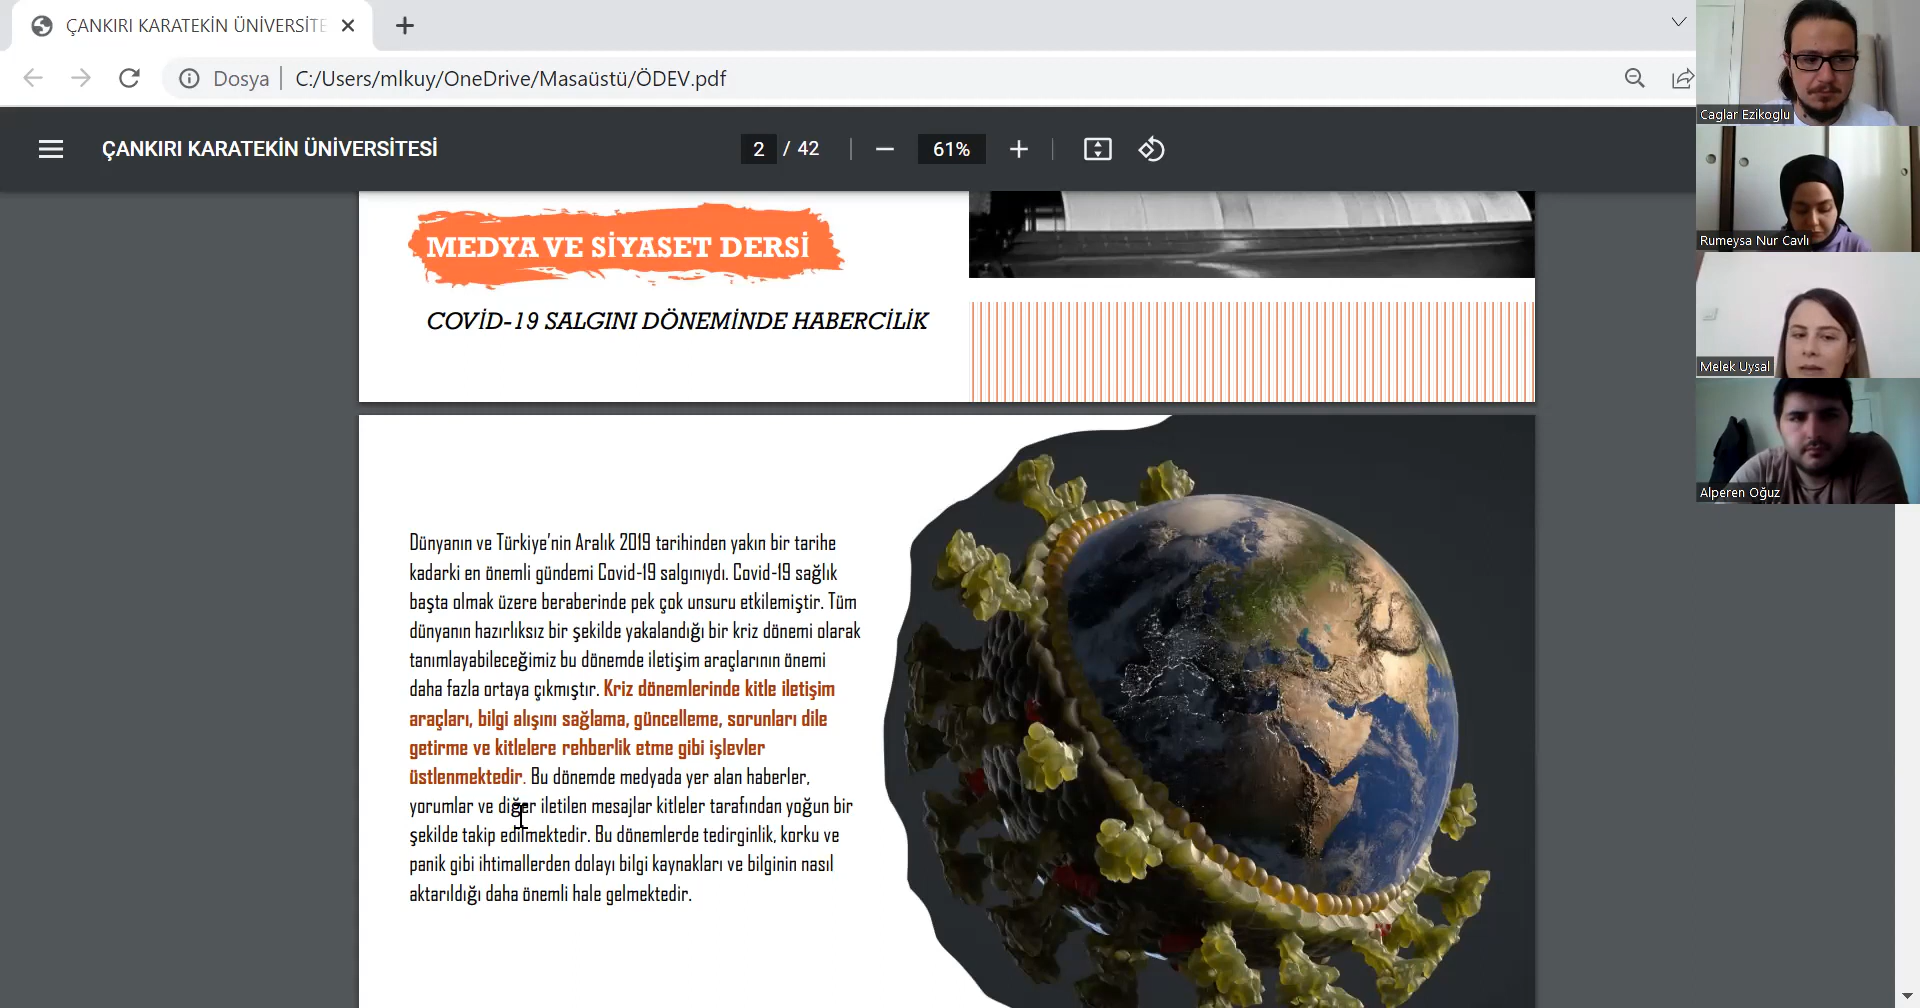 ÇANKIRI KARATEKİN ÜNİVERSİTE
Dosya
C:/Users/mlkuy/OneDrive/Masaüstü/ÖDEV.pdf
ÇANKIRI KARATEKİN ÜNİVERSİTESİ
2 / 42
61%
Caglar Ezikoglu
Rumeysa Nur Cavlı
Melek Uysal
Alperen Oğuz
MEDYA VE SİYASET DERSİ
COVİD-19 SALGINI DÖNEMİNDE HABERCİLİK
Dünyanın ve Türkiye'nin Aralık 2019 tarihinden yakın bir tarihe
kadarki en önemli gündemi Covid-19 salgınıydı. Covid-19 sağlık
başta olmak üzere beraberinde pek çok unsuru etkilemiştir. Tüm
dünyanın hazırlıksız bir şekilde yakalandığı bir kriz dönemi olarak
tanımlayabileceğimiz bu dönemde iletişim araçlarının önemi
daha fazla ortaya çıkmıştır. Kriz dönemlerinde kitle iletişim
araçları, bilgi alışını sağlama, güncelleme, sorunları dile
getirme ve kitlelere rehberlik etme gibi işlevler
üstlenmektedir. Bu dönemde medyada yer alan haberler,
yorumlar ve diğer iletilen mesajlar kitleler tarafından yoğun bir
şekilde takip edilmektedir. Bu dönemlerde tedirginlik, korku ve
panik gibi ihtimallerden dolayı bilgi kaynakları ve bilginin nasıl
aktarıldığı daha önemli hale gelmektedir.